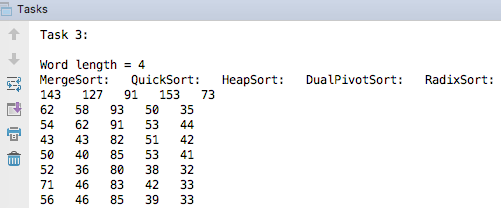 Tasks
Task 3:
Word length = 4
MergeSort: QuickSort: HeapSort: DualPivotSort: RadixSort:
143 127 91 153 73
62 58 93 50 35
54 62 91 53 44
43 43 82 51 42
50 40 85 53 41
52 36 80 38 32
71 46 83 42 33
56 46 85 39 33